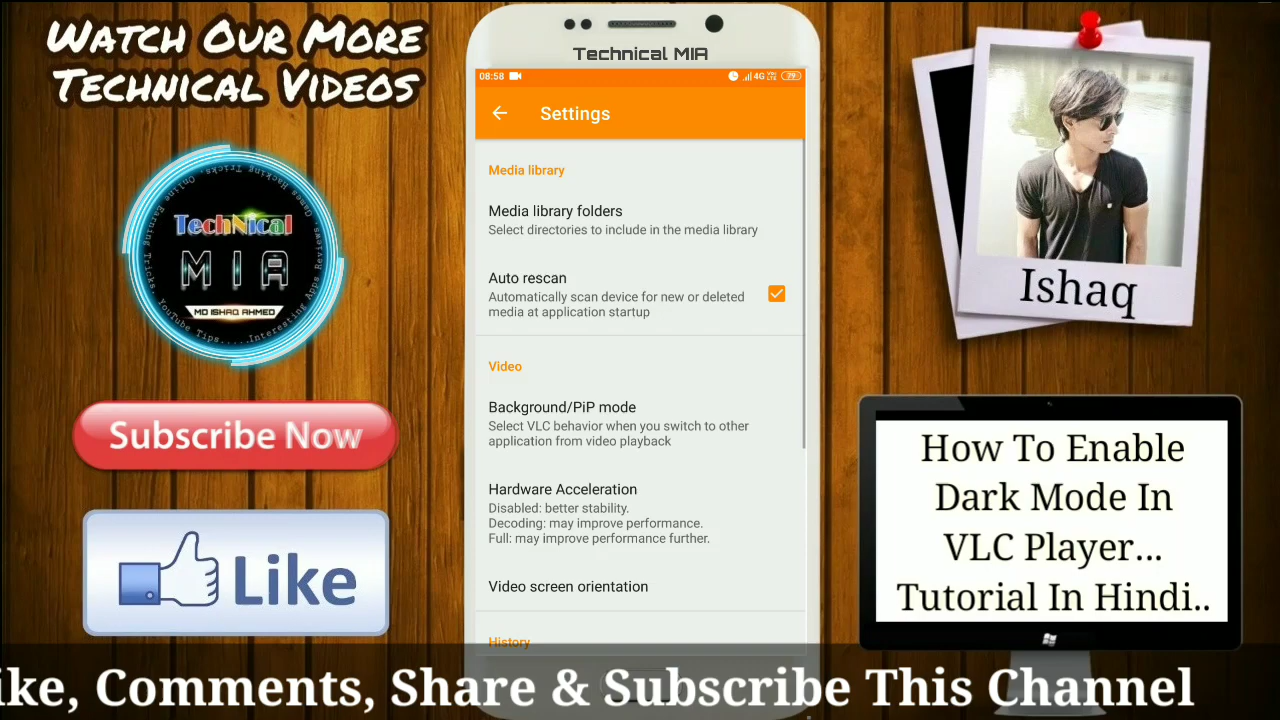 Watch Our More
Technical Videos
TechNical
MIA
MD ISHAQ AHMED
Subscribe Now
Like
Technical MIA
08:58
4G
Settings
Media library
Media library folders
Select directories to include in the media library
Auto rescan
Automatically scan device for new or deleted
media at application startup
Video
Background/PiP mode
Select VLC behavior when you switch to other
application from video playback
Hardware Acceleration
Disabled: better stability.
Decoding: may improve performance.
Full: may improve performance further.
Video screen orientation
History
Ishaq
How To Enable
Dark Mode In
VLC Player...
Tutorial In Hindi..
ike, Comments, Share & Subscribe This Channel